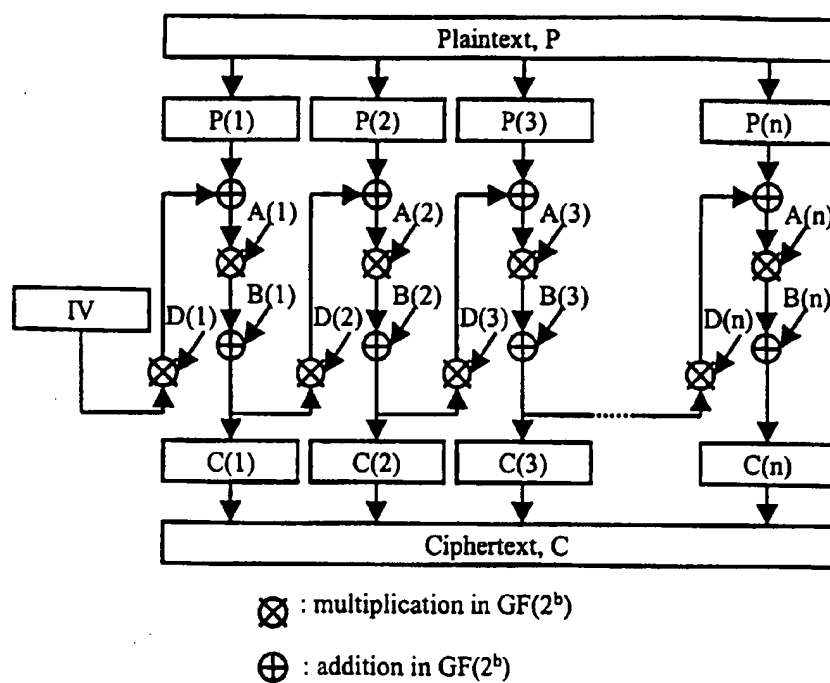 Plaintext, P
P(1) P(2) P(3) P(n)
A(1) A(2) A(3) A(n)
IV D(1) B(1) D(2) B(2) D(3) B(3) D(n) B(n)
C(1) C(2) C(3) C(n)
Ciphertext, C
⊗ : multiplication in GF(2ᵇ)
⊕ : addition in GF(2ᵇ)